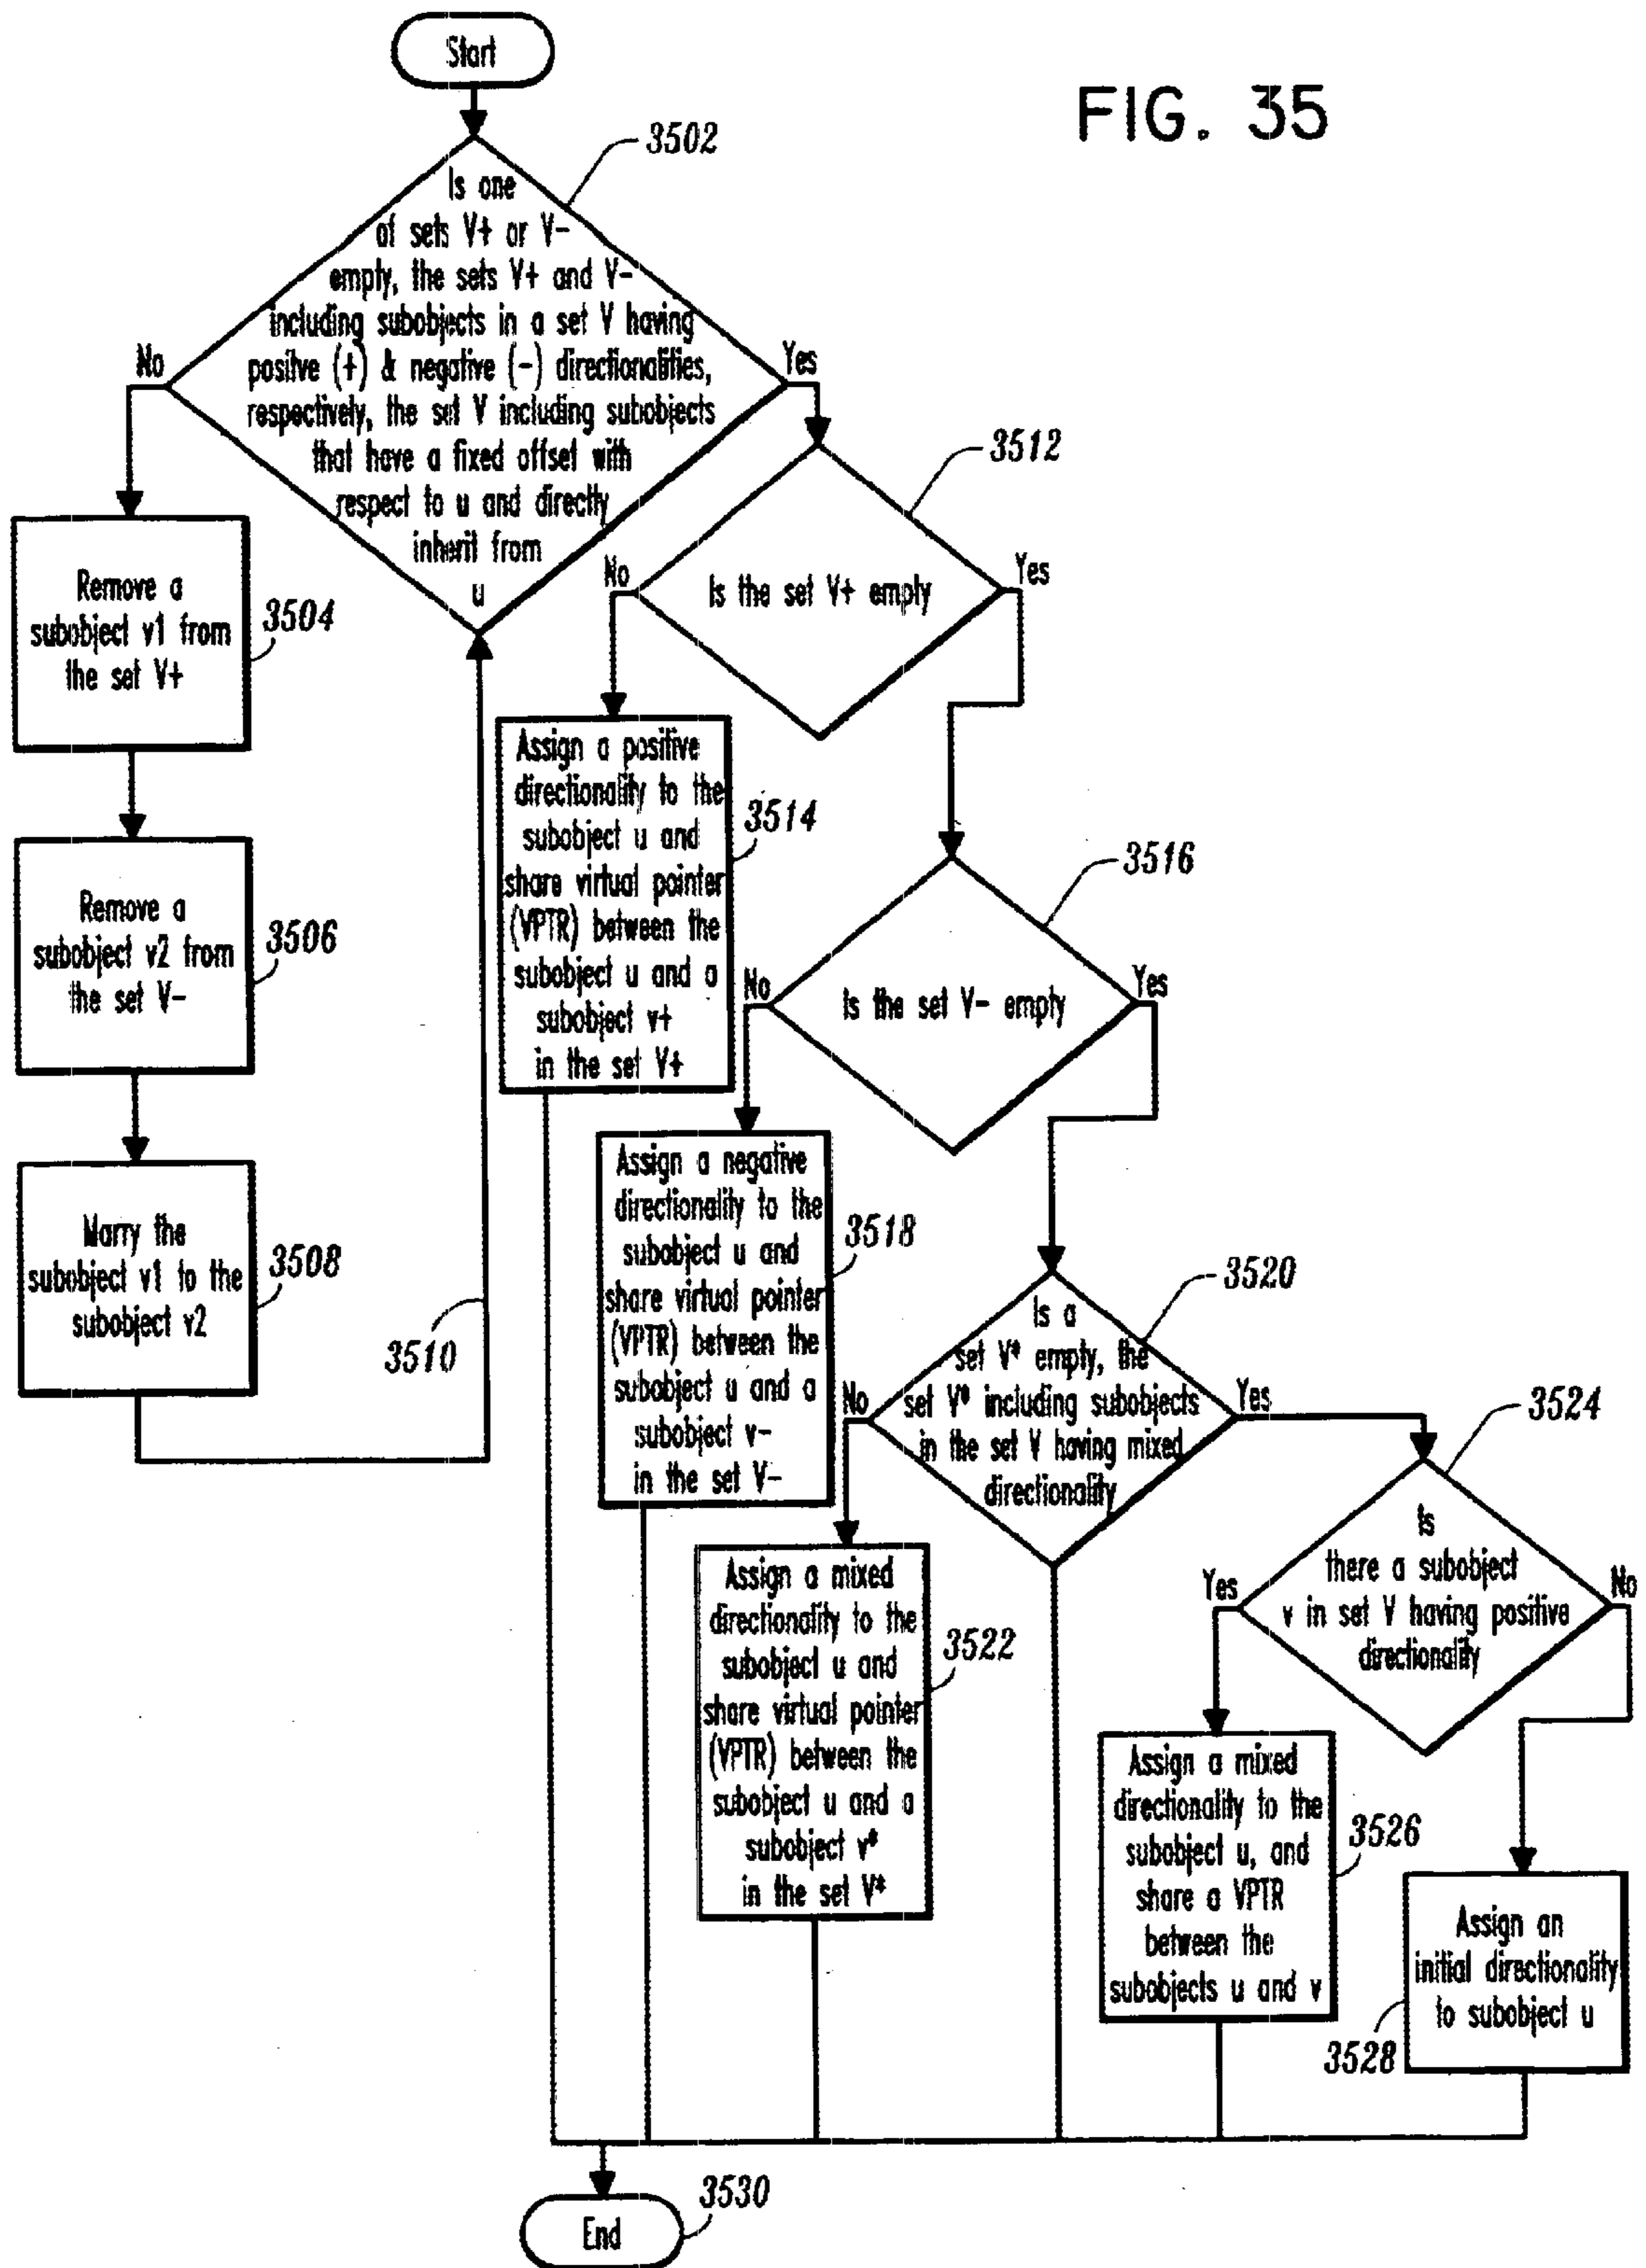 Start
FIG. 35
3502
Is one
of sets V+ or V-
empty, the sets V+ and V-
including subobjects in a set V having
positve (+) & negative (-) directionalities,
respectively, the set V including subobjects
that have a fixed offset with
respect to u and directly
inherit from
u
No
Yes
3504
Remove a
subobject v1 from
the set V+
3506
Remove a
subobject v2 from
the set V-
3508
Marry the
subobject v1 to the
subobject v2
3510
3512
Is the set V+ empty
No
Yes
3514
Assign a positive
directionality to the
subobject u and
share virtual pointer
(VPTR) between the
subobject u and a
subobject v+
in the set V+
3516
Is the set V- empty
No
Yes
3518
Assign a negative
directionality to the
subobject u and
share virtual pointer
(VPTR) between the
subobject u and a
subobject v-
in the set V-
3520
Is a
set V* empty, the
set V* including subobjects
in the set V having mixed
directionality
No
Yes
3522
Assign a mixed
directionality to the
subobject u and
share virtual pointer
(VPTR) between the
subobject u and a
subobject v*
in the set V*
3524
Is
there a subobject
v in set V having positive
directionality
Yes
No
3526
Assign a mixed
directionality to the
subobject u, and
share a VPTR
between the
subobjects u and v
3528
Assign an
initial directionality
to subobject u
3530
End